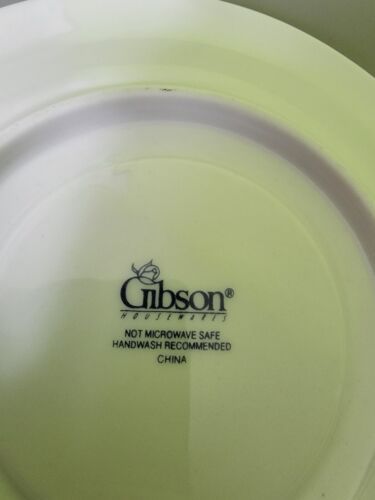 Gibson®
HOUSEWARES
NOT MICROWAVE SAFE
HANDWASH RECOMMENDED
CHINA